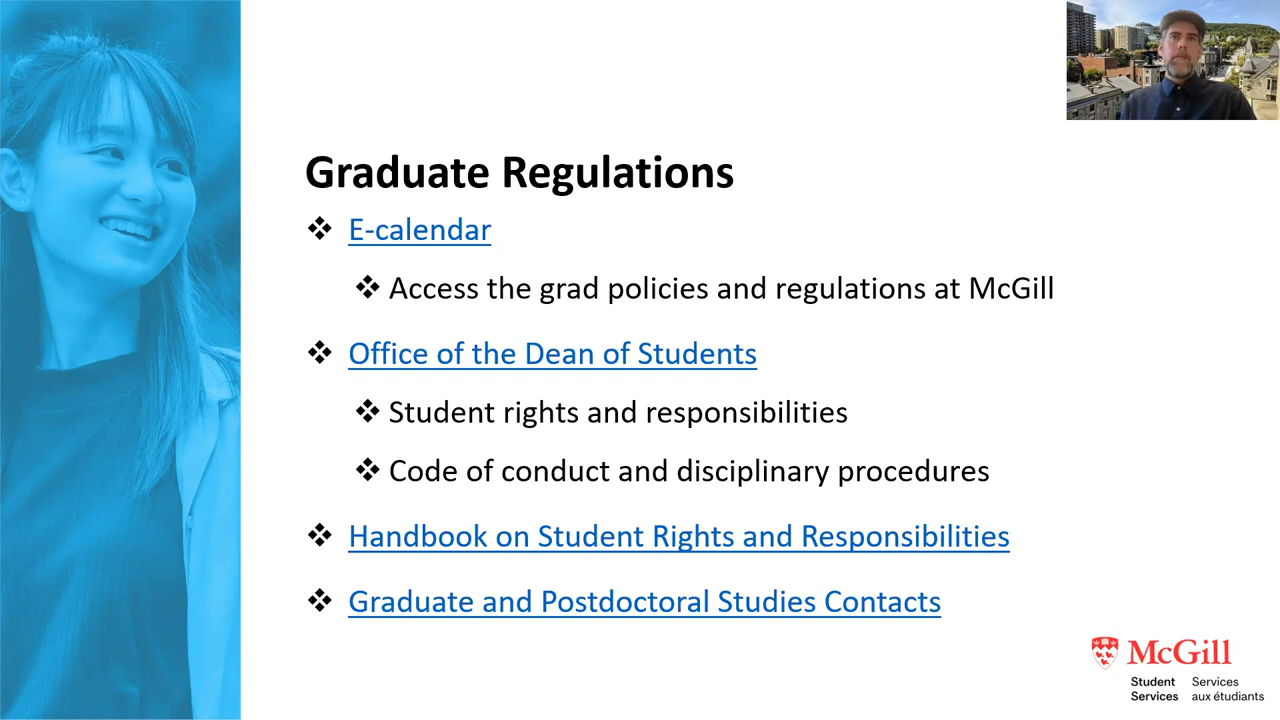 Graduate Regulations
❖ E-calendar
❖ Access the grad policies and regulations at McGill
❖ Office of the Dean of Students
❖ Student rights and responsibilities
❖ Code of conduct and disciplinary procedures
❖ Handbook on Student Rights and Responsibilities
❖ Graduate and Postdoctoral Studies Contacts
McGill
Student Services
Services aux étudiants